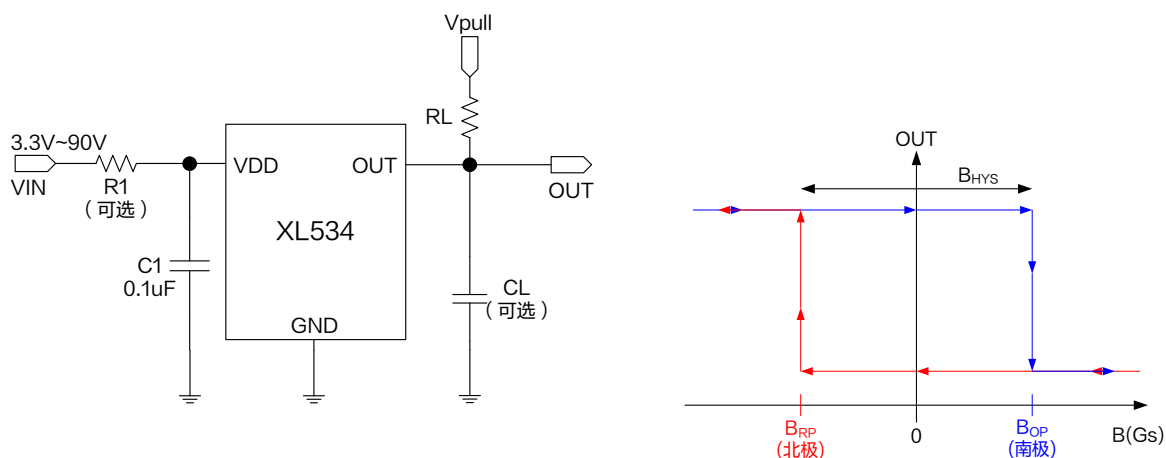 Vpull
RL
3.3V~90V
VIN
R1
（可选）
VDD
OUT
OUT
XL534
C1
0.1uF
CL
（可选）
GND
OUT
BHYS
BRP
(北极)
0
BOP
(南极)
B(Gs)